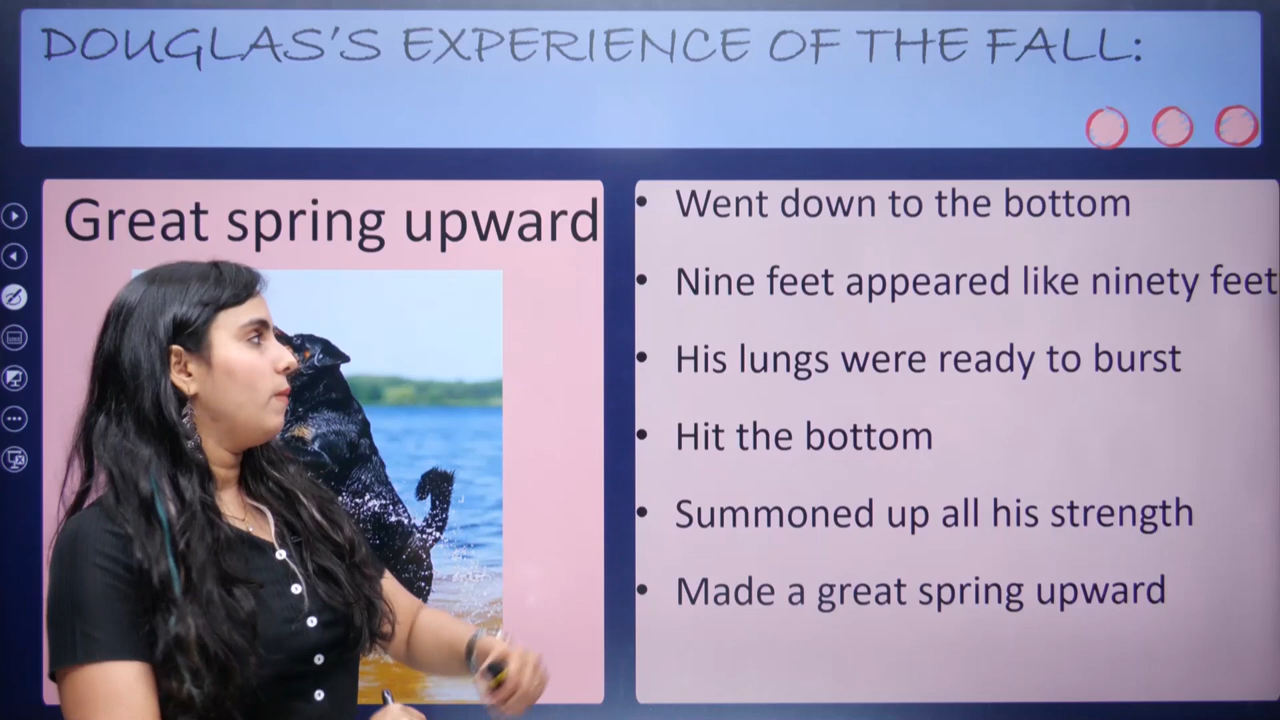 DOUGLAS'S EXPERIENCE OF THE FALL:
Great spring upward
• Went down to the bottom
• Nine feet appeared like ninety feet
• His lungs were ready to burst
• Hit the bottom
• Summoned up all his strength
• Made a great spring upward